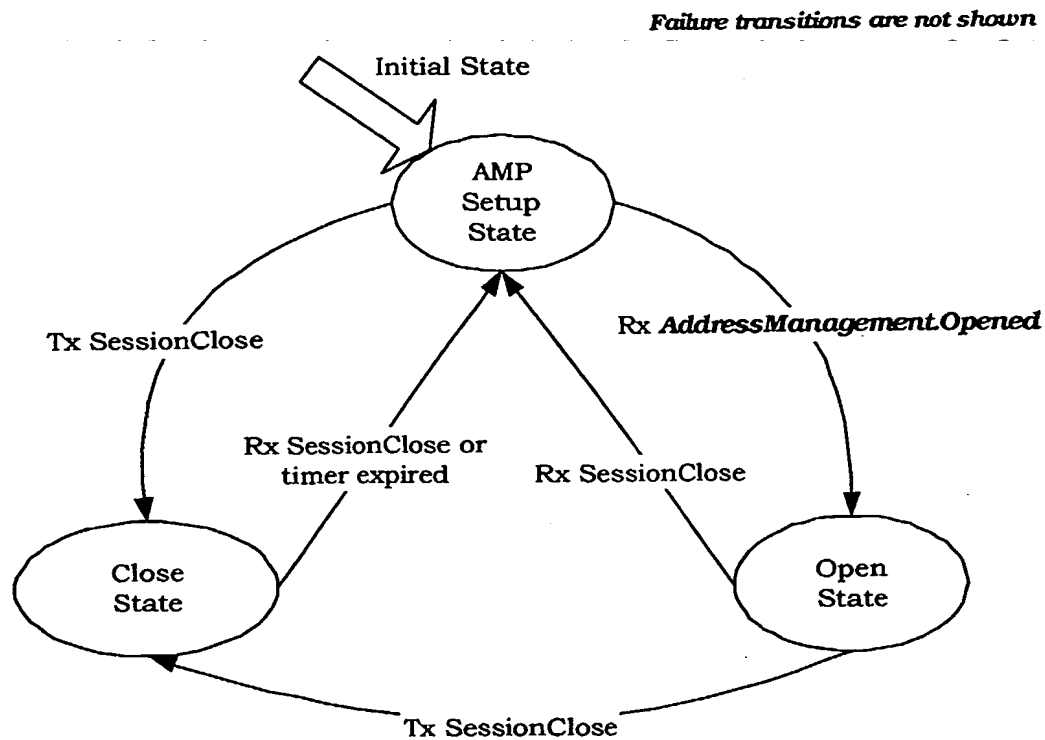 Failure transitions are not shown
Initial State
AMP
Setup
State
Tx SessionClose
Rx AddressManagement.Opened
Rx SessionClose or
timer expired
Rx SessionClose
Close
State
Open
State
Tx SessionClose